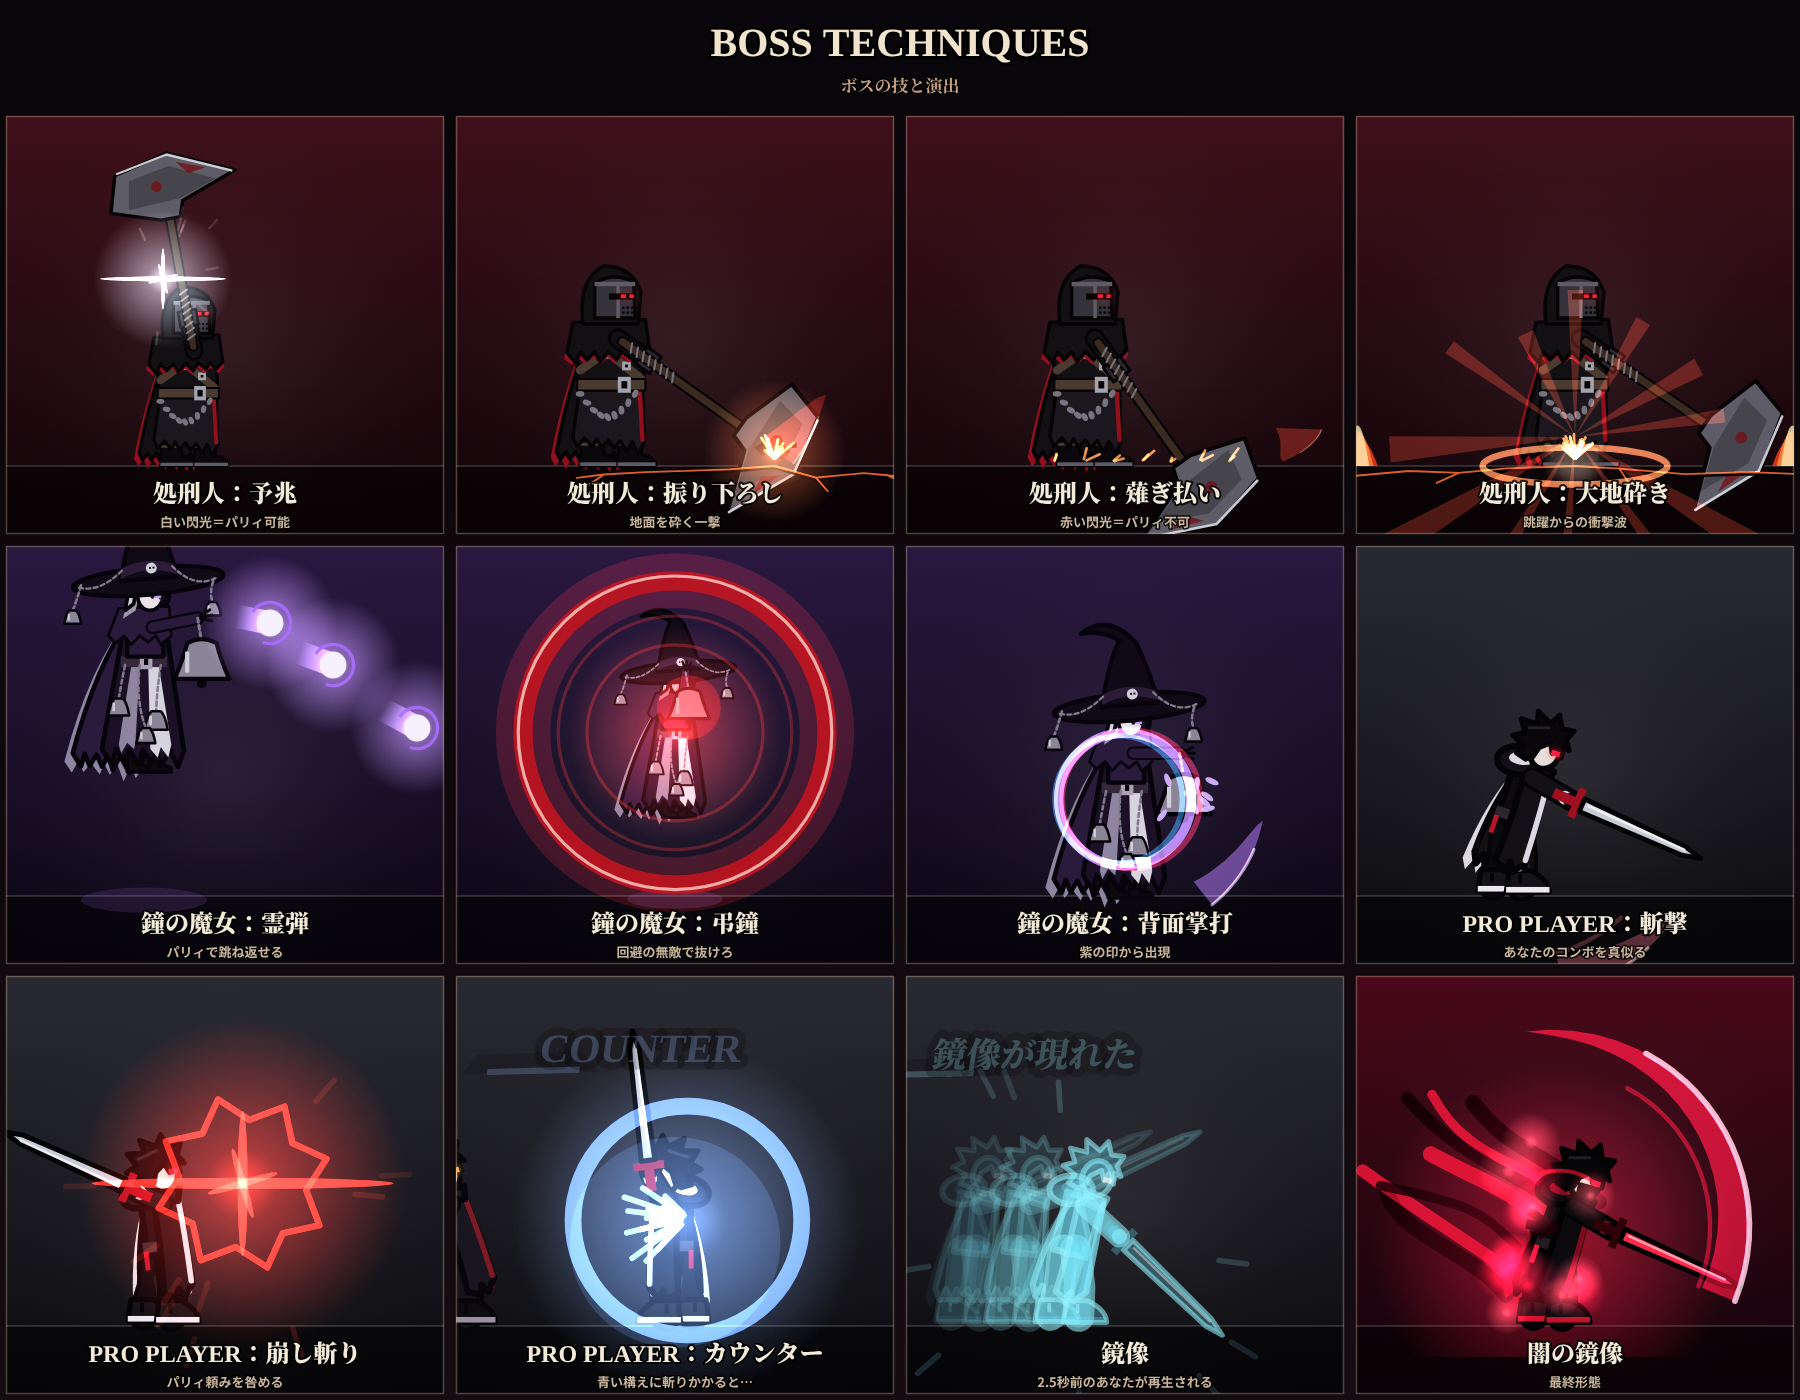 BOSS TECHNIQUES
ボスの技と演出
処刑人：予兆
白い閃光＝パリィ可能
処刑人：振り下ろし
地面を砕く一撃
処刑人：薙ぎ払い
赤い閃光＝パリィ不可
処刑人：大地砕き
跳躍からの衝撃波
鐘の魔女：霊弾
パリィで跳ね返せる
鐘の魔女：弔鐘
回避の無敵で抜けろ
鐘の魔女：背面掌打
紫の印から出現
PRO PLAYER：斬撃
あなたのコンボを真似る
PRO PLAYER：崩し斬り
パリィ頼みを咎める
COUNTER
PRO PLAYER：カウンター
青い構えに斬りかかると…
鏡像が現れた
鏡像
2.5秒前のあなたが再生される
闇の鏡像
最終形態